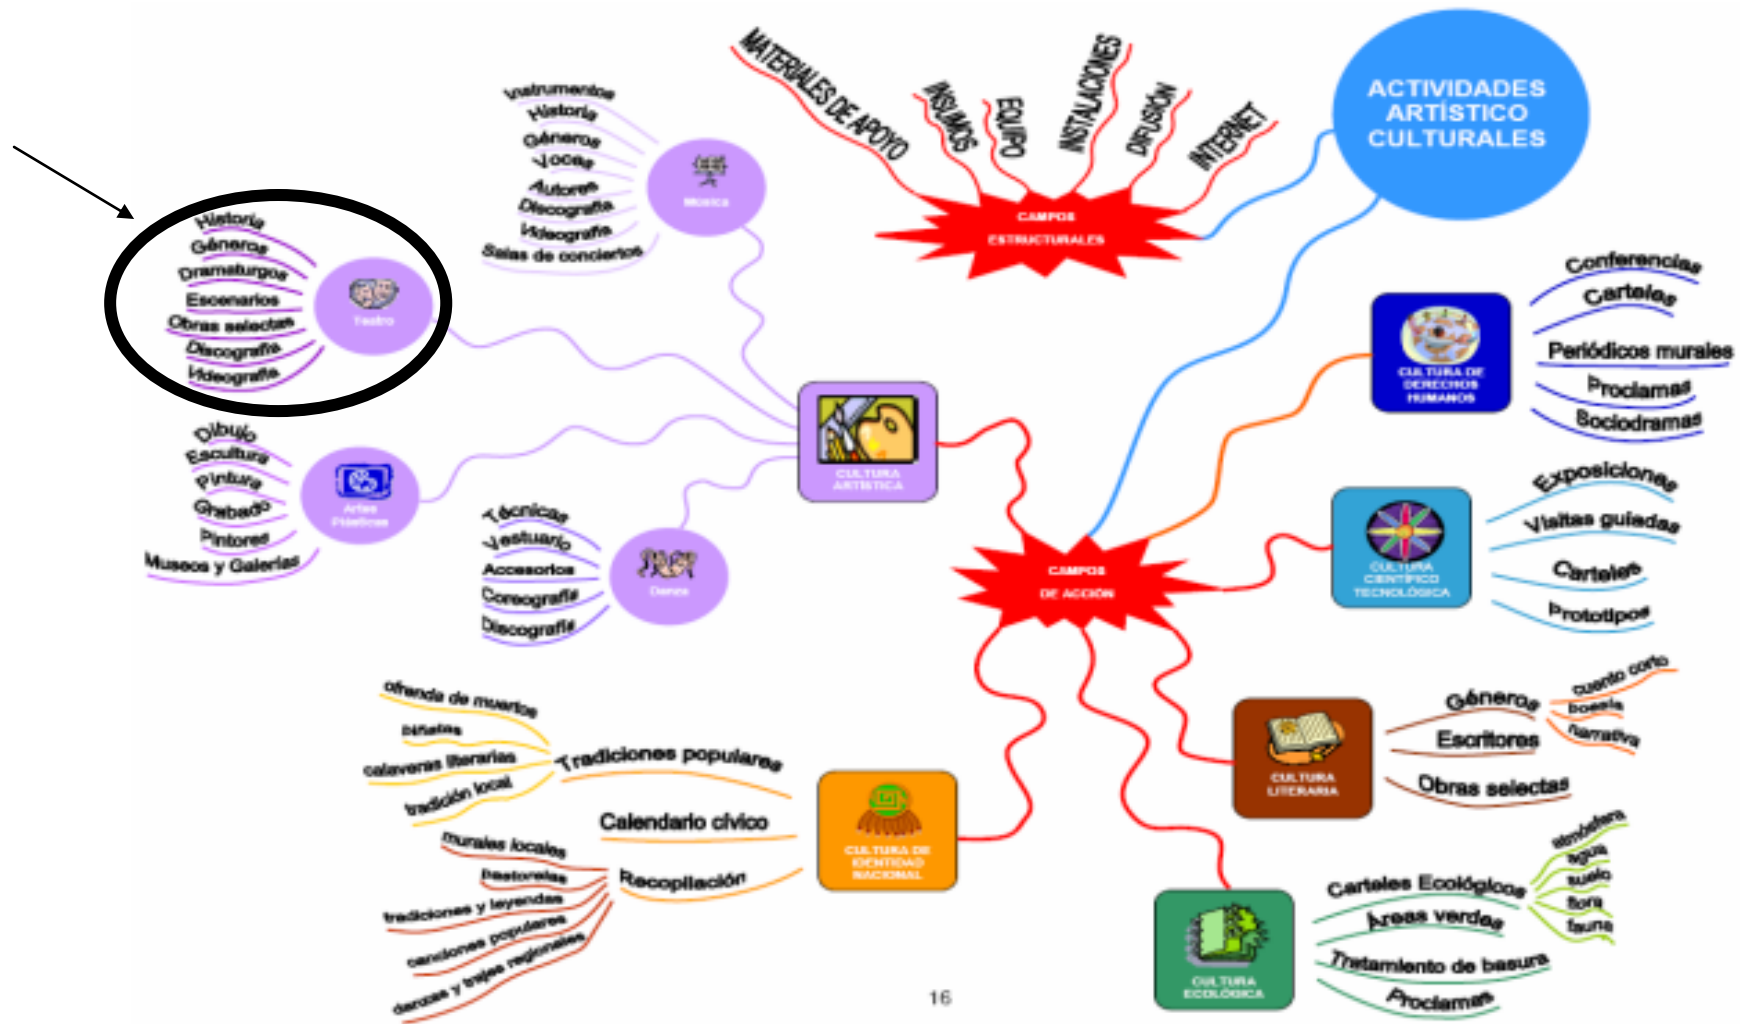 ACTIVIDADES
ARTÍSTICO
CULTURALES
MATERIALES DE APOYO
INSUMOS
EQUIPO
INSTALACIONES
DIFUSIÓN
INTERNET
CAMPOS
ESTRUCTURALES
Instrumentos
Historia
Géneros
Voces
Autores
Discografía
Videografía
Salas de conciertos
Música
Historia
Géneros
Dramaturgos
Escenarios
Obras selectas
Discografía
Videografía
Teatro
Dibujo
Escultura
Pintura
Grabado
Pintores
Museos y Galerías
Artes
Plásticas
Técnicas
Vestuario
Accesorios
Coreografía
Discografía
Danza
CULTURA
ARTÍSTICA
CAMPOS
DE ACCIÓN
CULTURA DE
DERECHOS
HUMANOS
Conferencias
Carteles
Periódicos murales
Proclamas
Sociodramas
CULTURA
CIENTÍFICO
TECNOLÓGICA
Exposiciones
Visitas guiadas
Carteles
Prototipos
CULTURA
LITERARIA
Géneros
cuento corto
poesía
narrativa
Escritores
Obras selectas
CULTURA
ECOLÓGICA
Carteles Ecológicos
atmósfera
agua
suelo
flora
fauna
Áreas verdes
Tratamiento de basura
Proclamas
CULTURA DE
IDENTIDAD
NACIONAL
Tradiciones populares
ofrenda de muertos
piñatas
calaveras literarias
tradición local
Calendario cívico
Recopilación
murales locales
pastorelas
tradiciones y leyendas
canciones populares
danzas y trajes regionales
16